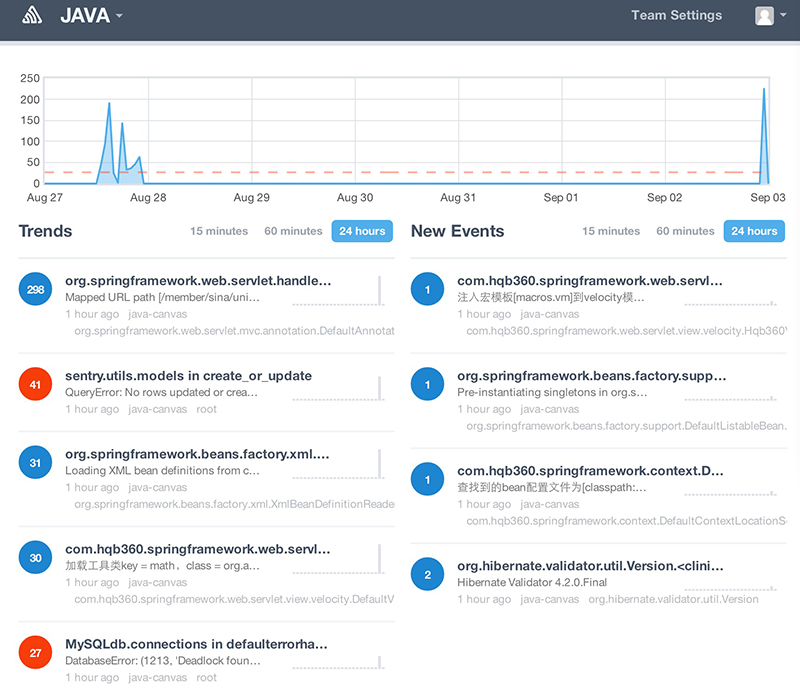 JAVA
Team Settings
250
200
150
100
50
0
Aug 27 Aug 28 Aug 29 Aug 30 Aug 31 Sep 01 Sep 02 Sep 03
Trends 15 minutes 60 minutes 24 hours
298
org.springframework.web.servlet.handle...
Mapped URL path [/member/sina/uni...
1 hour ago java-canvas
org.springframework.web.servlet.mvc.annotation.DefaultAnnotat
41
sentry.utils.models in create_or_update
QueryError: No rows updated or crea...
1 hour ago java-canvas root
31
org.springframework.beans.factory.xml....
Loading XML bean definitions from c...
1 hour ago java-canvas
org.springframework.beans.factory.xml.XmlBeanDefinitionReade
30
com.hqb360.springframework.web.servl...
加载工具类key = math，class = org.a...
1 hour ago java-canvas
com.hqb360.springframework.web.servlet.view.velocity.DefaultV
27
MySQLdb.connections in defaulterrorha...
DatabaseError: (1213, 'Deadlock foun...
1 hour ago java-canvas root
New Events 15 minutes 60 minutes 24 hours
1
com.hqb360.springframework.web.servl...
注入宏模板[macros.vm]到velocity模...
1 hour ago java-canvas
com.hqb360.springframework.web.servlet.view.velocity.Hqb360V
1
org.springframework.beans.factory.supp...
Pre-instantiating singletons in org.s...
1 hour ago java-canvas
org.springframework.beans.factory.support.DefaultListableBean.
1
com.hqb360.springframework.context.D...
查找到的bean配置文件为[classpath:...
1 hour ago java-canvas
com.hqb360.springframework.context.DefaultContextLocationS
2
org.hibernate.validator.util.Version.<clini...
Hibernate Validator 4.2.0.Final
1 hour ago java-canvas org.hibernate.validator.util.Version